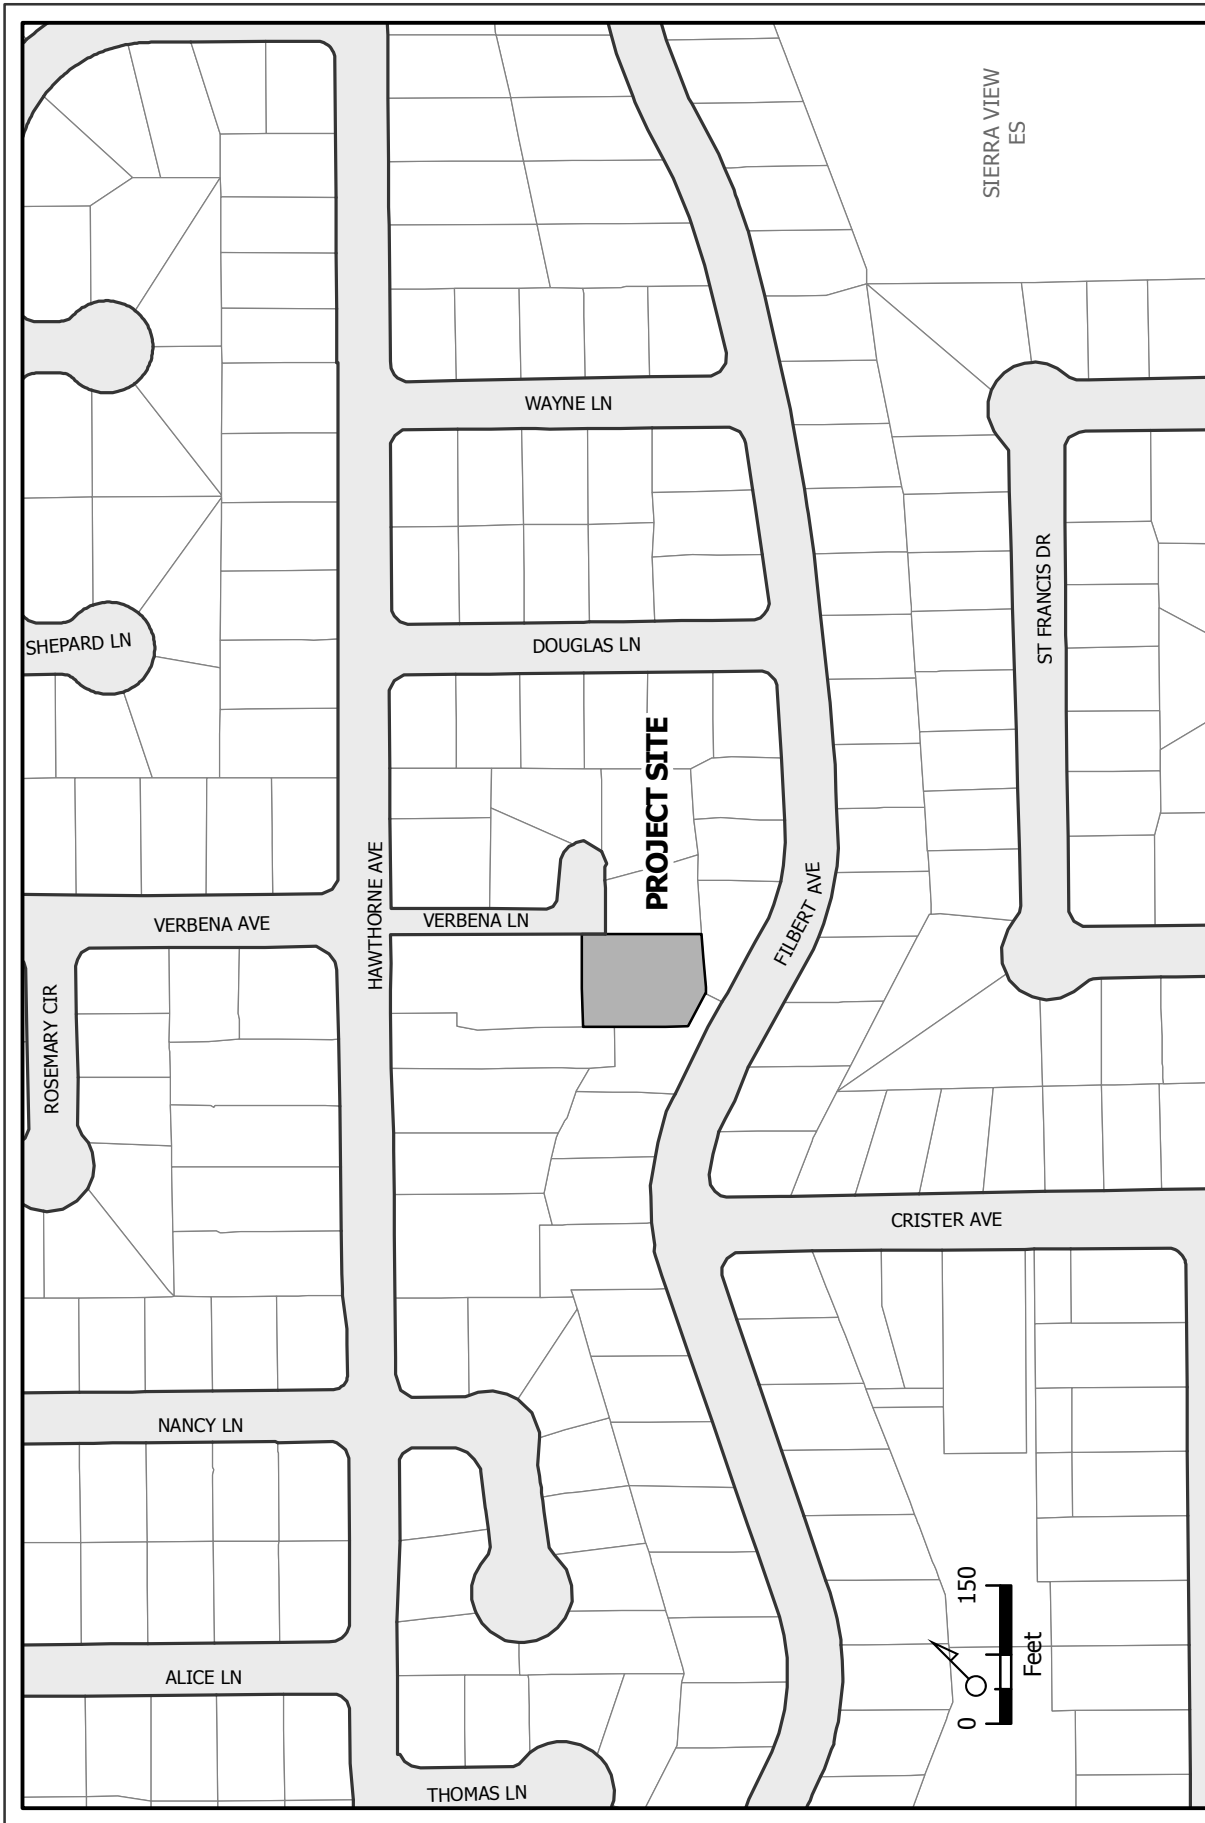 SIERRA VIEW
ES
WAYNE LN
ST FRANCIS DR
SHEPARD LN
DOUGLAS LN
PROJECT SITE
HAWTHORNE AVE
VERBENA AVE
VERBENA LN
FILBERT AVE
ROSEMARY CIR
CRISTER AVE
NANCY LN
ALICE LN
THOMAS LN
0 150
Feet